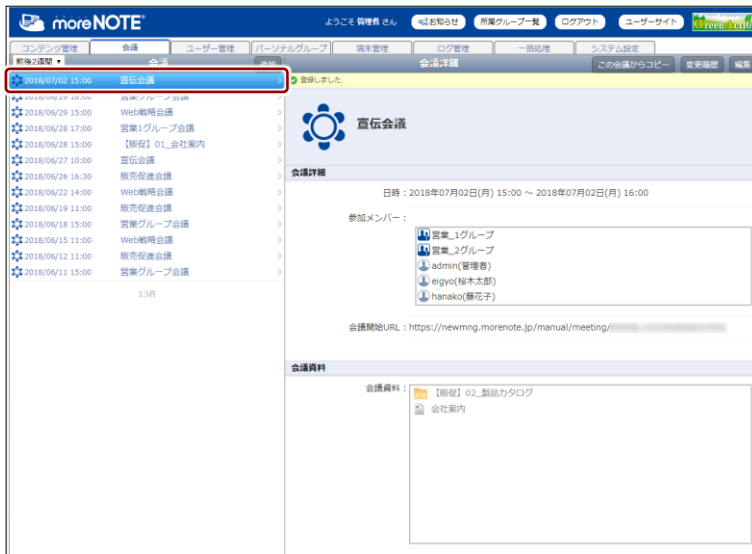 moreNOTE
ようこそ 管理者 さん
お知らせ
所属グループ一覧
ログアウト
ユーザーサイト
コンテンツ管理
会議
ユーザー管理
パーソナルグループ
端末管理
ログ管理
一括処理
システム設定
前後2週間
会議
追加
会議詳細
この会議からコピー
変更履歴
編集
2018/07/02 15:00 宣伝会議
2018/06/29 18:00 営業グループ会議
2018/06/29 15:00 Web戦略会議
2018/06/28 17:00 営業1グループ会議
2018/06/28 15:00 【販促】01_会社案内
2018/06/27 10:00 宣伝会議
2018/06/26 16:30 販売促進会議
2018/06/22 14:00 Web戦略会議
2018/06/19 11:00 販売促進会議
2018/06/18 15:00 営業グループ会議
2018/06/15 11:00 Web戦略会議
2018/06/12 11:00 販売促進会議
2018/06/11 15:00 営業グループ会議
13件
登録しました.
宣伝会議
会議詳細
日時 : 2018年07月02日(月) 15:00 ～ 2018年07月02日(月) 16:00
参加メンバー :
営業_1グループ
営業_2グループ
admin(管理者)
eigyo(桜木太郎)
hanako(藤花子)
会議開始URL : https://newmng.morenote.jp/manual/meeting/
会議資料
会議資料 :
【販促】02_製品カタログ
会社案内